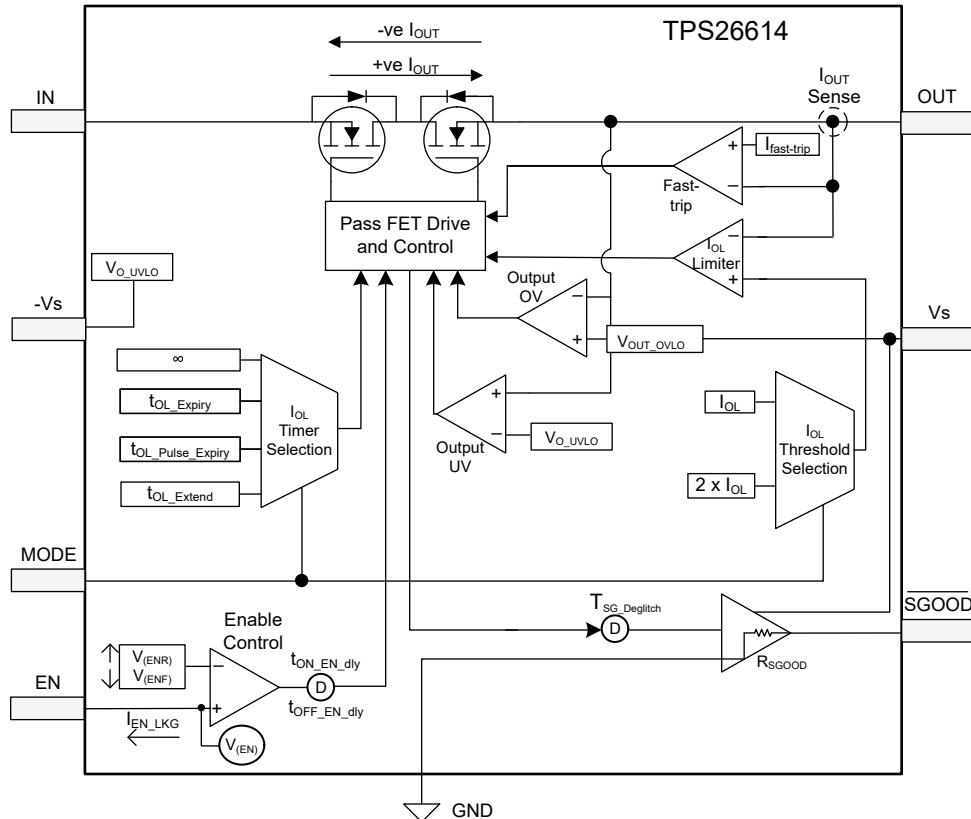 TPS26614
-ve IOUT
+ve IOUT
IN
IOUT
Sense
OUT
Ifast-trip
+
−
Fast-
trip
Pass FET Drive
and Control
−
IOL
Limiter
+
VO_UVLO
-Vs
Output
OV
−
+
VOUT_OVLO
Vs
∞
tOL_Expiry
tOL_Pulse_Expiry
tOL_Extend
IOL
Timer
Selection
+
−
Output
UV
VO_UVLO
IOL
2 x IOL
IOL
Threshold
Selection
MODE
Enable
Control
TSG_Deglitch
D
RSGOOD
SGOOD
V(ENR)
V(ENF)
−
+
tON_EN_dly
D
tOFF_EN_dly
EN
IEN_LKG
V(EN)
GND